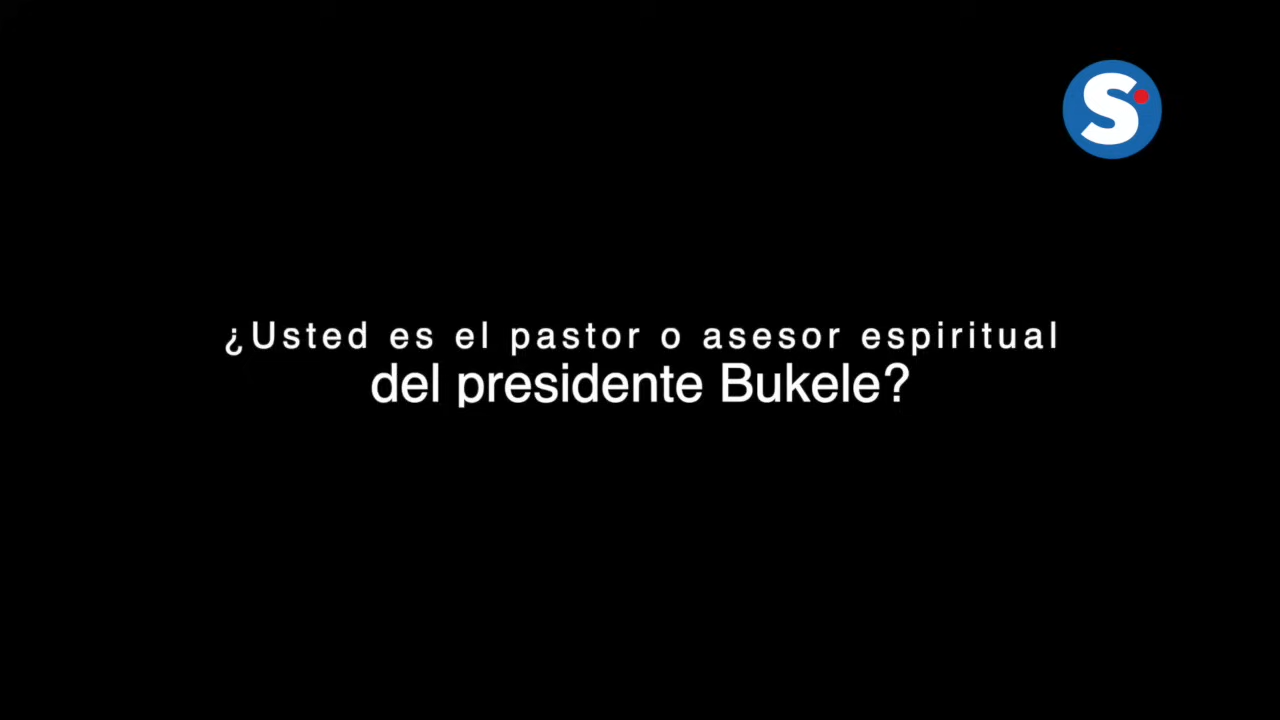 S
¿Usted es el pastor o asesor espiritual
del presidente Bukele?